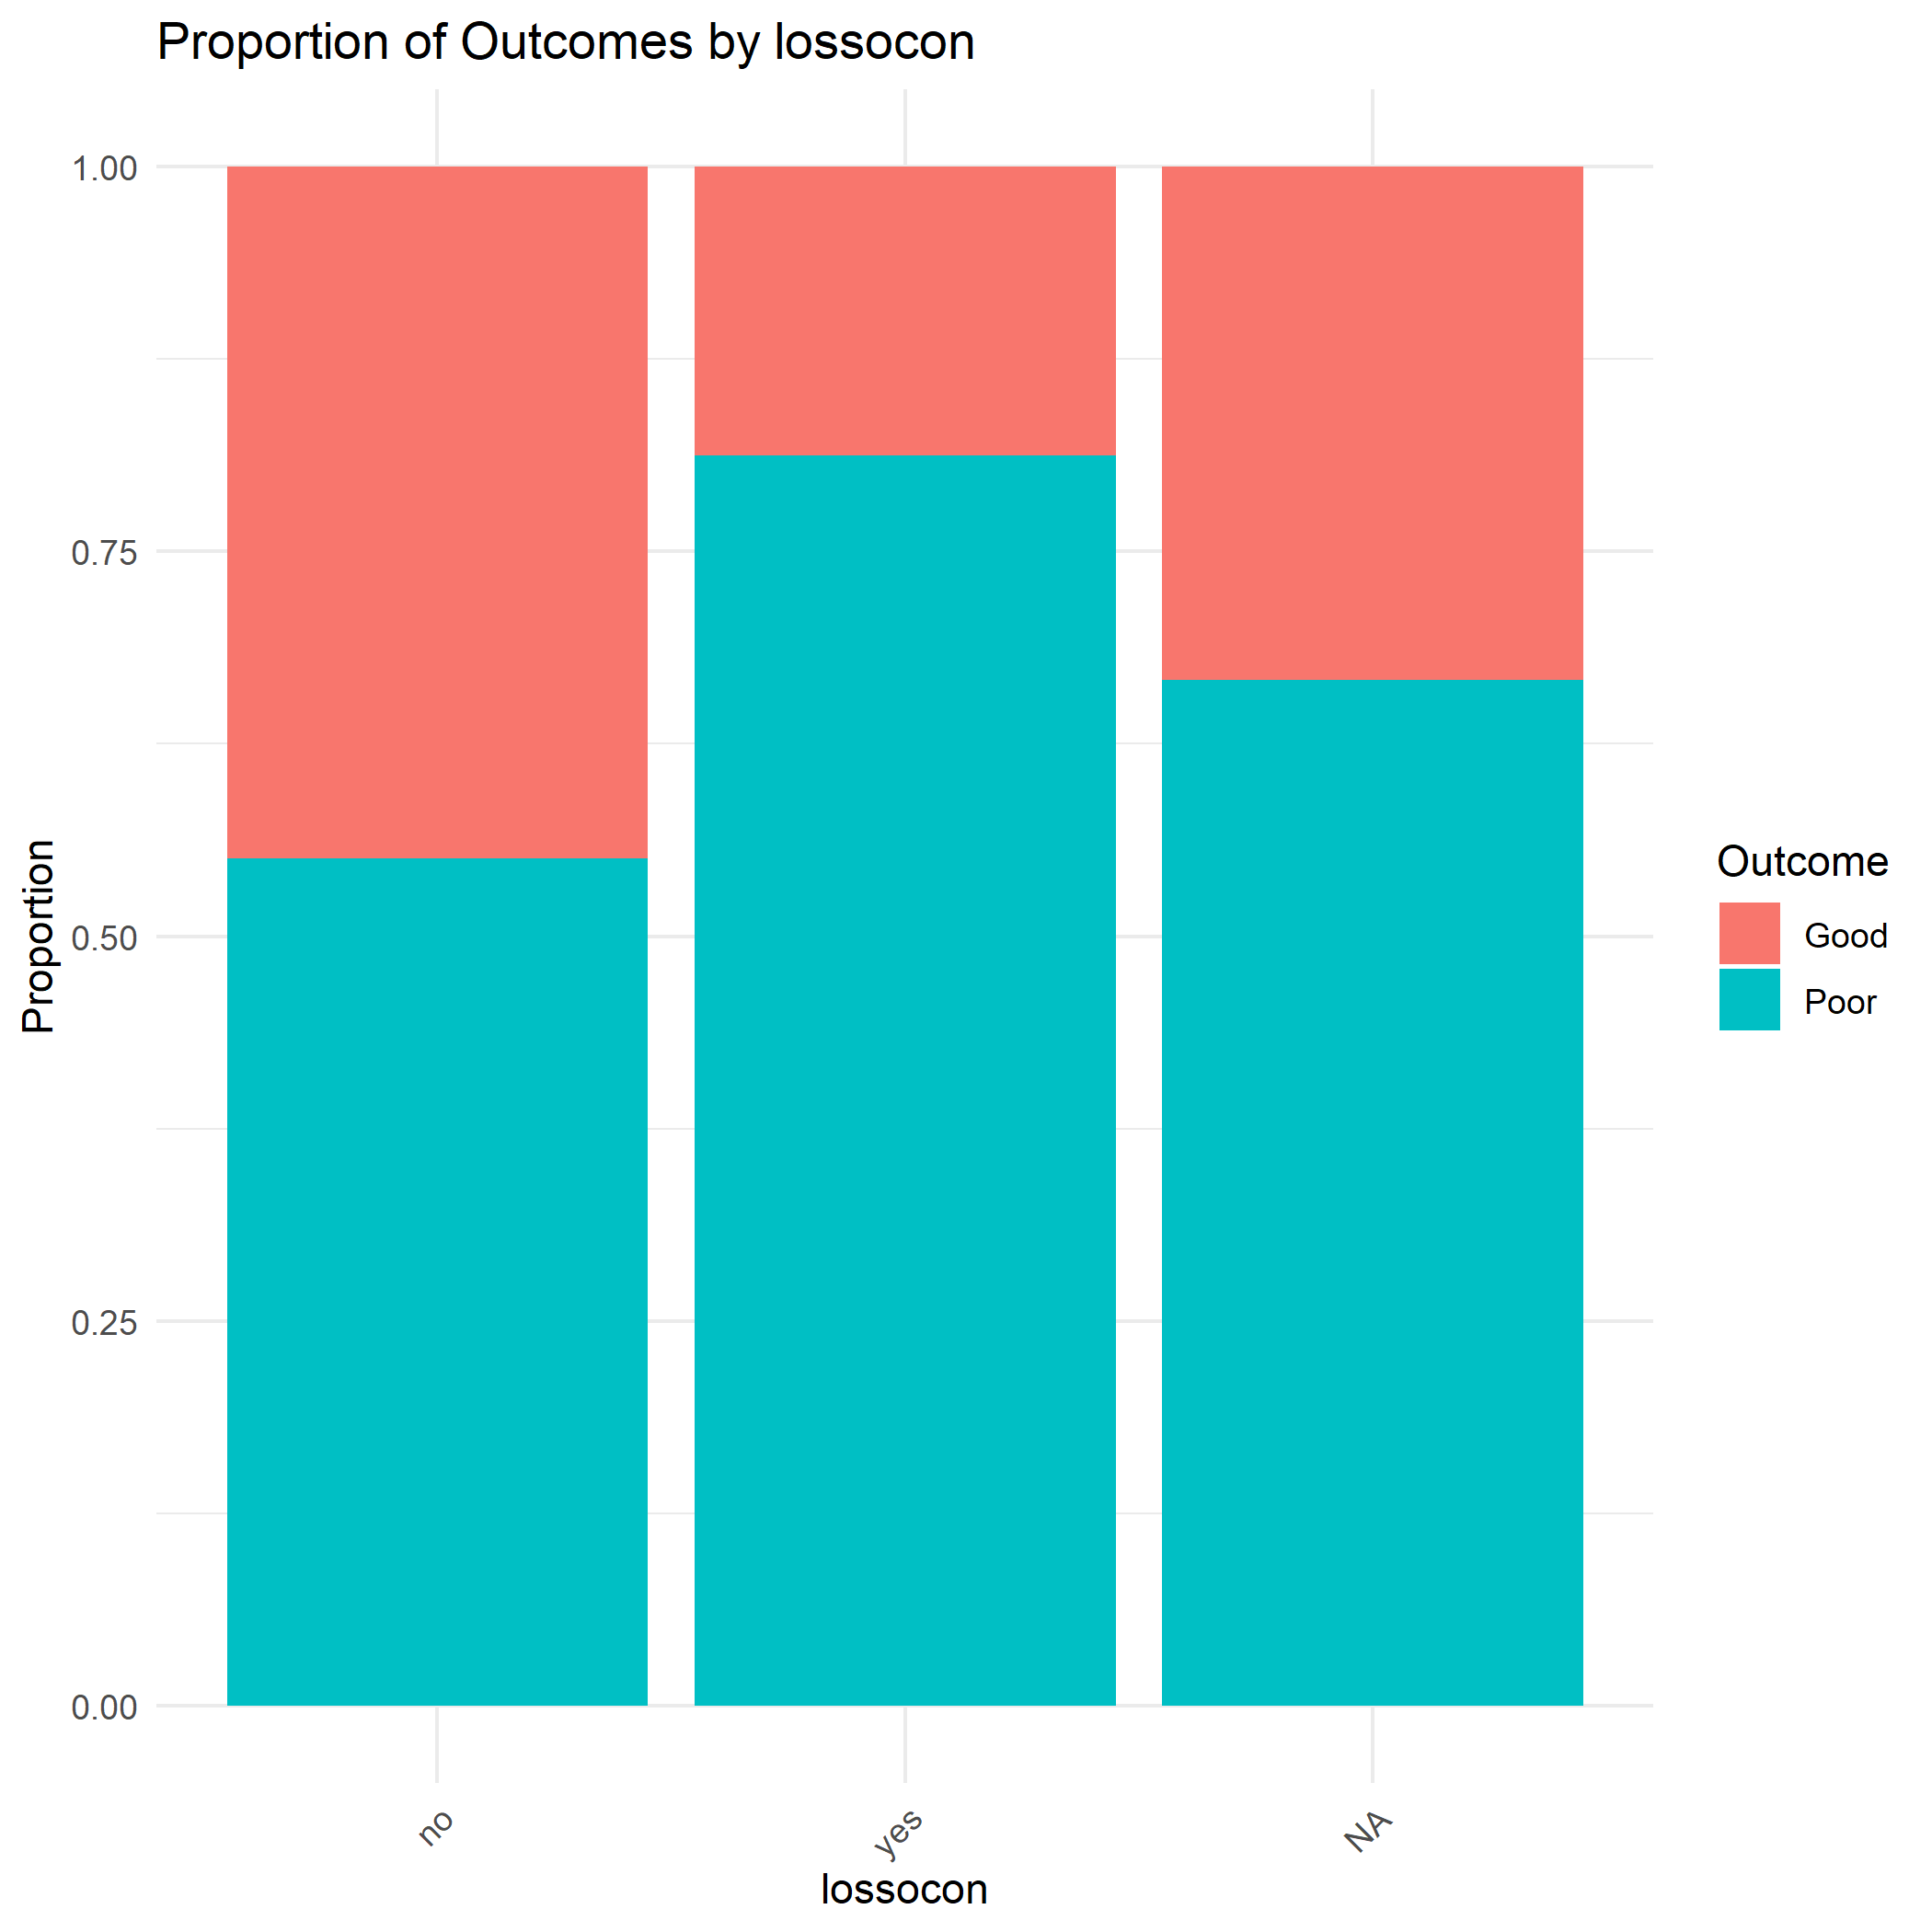 Proportion of Outcomes by lossocon
1.00
0.75
0.50
0.25
0.00
Proportion
no
yes
NA
lossocon
Outcome
Good
Poor